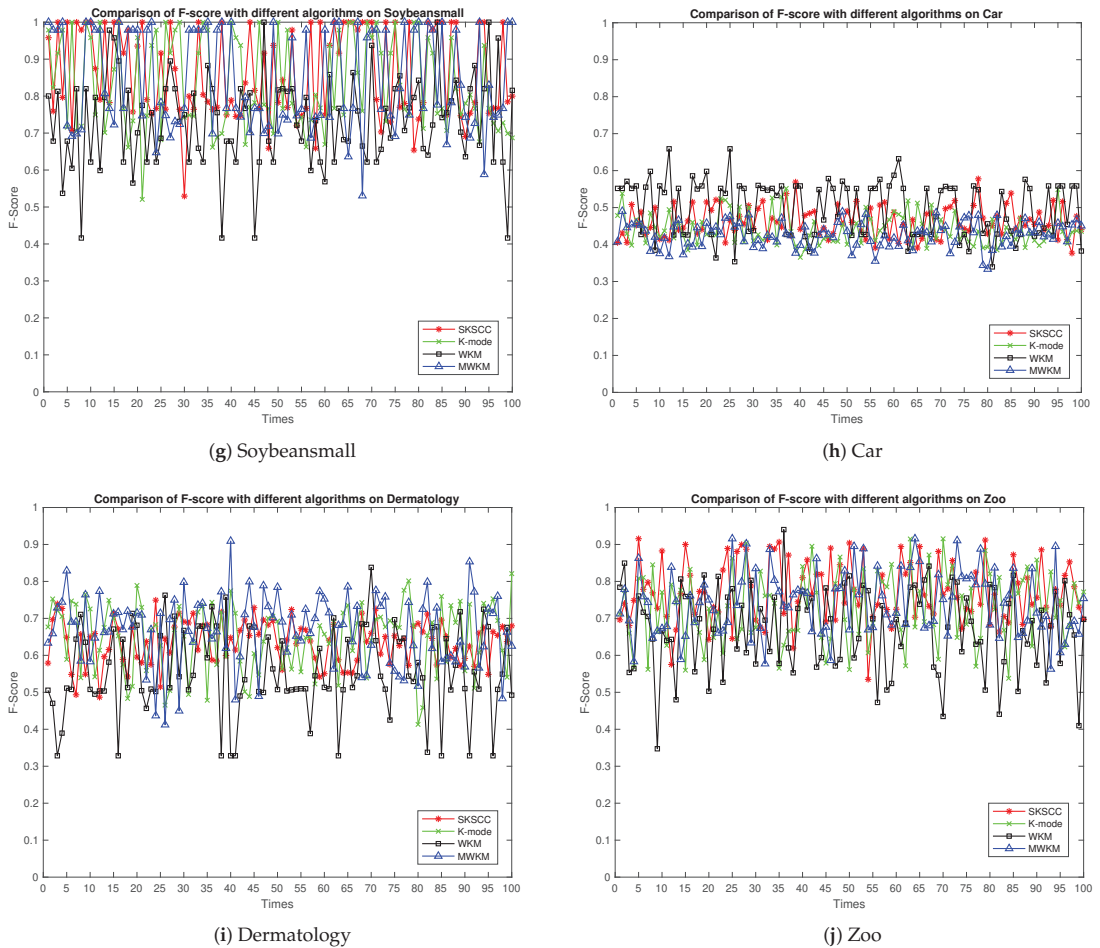 Comparison of F-score with different algorithms on Soybeansmall
1
0.9
0.8
0.7
0.6
0.5
0.4
0.3
0.2
0.1
0
F-Score
SKSCC
K-mode
WKM
MWKM
0 5 10 15 20 25 30 35 40 45 50 55 60 65 70 75 80 85 90 95 100
Times
(g) Soybeansmall
Comparison of F-score with different algorithms on Car
1
0.9
0.8
0.7
0.6
0.5
0.4
0.3
0.2
0.1
0
F-Score
SKSCC
K-mode
WKM
MWKM
0 5 10 15 20 25 30 35 40 45 50 55 60 65 70 75 80 85 90 95 100
Times
(h) Car
Comparison of F-score with different algorithms on Dermatology
1
0.9
0.8
0.7
0.6
0.5
0.4
0.3
0.2
0.1
0
F-Score
SKSCC
K-mode
WKM
MWKM
0 5 10 15 20 25 30 35 40 45 50 55 60 65 70 75 80 85 90 95 100
Times
(i) Dermatology
Comparison of F-score with different algorithms on Zoo
1
0.9
0.8
0.7
0.6
0.5
0.4
0.3
0.2
0.1
0
F-Score
SKSCC
K-mode
WKM
MWKM
0 5 10 15 20 25 30 35 40 45 50 55 60 65 70 75 80 85 90 95 100
Times
(j) Zoo